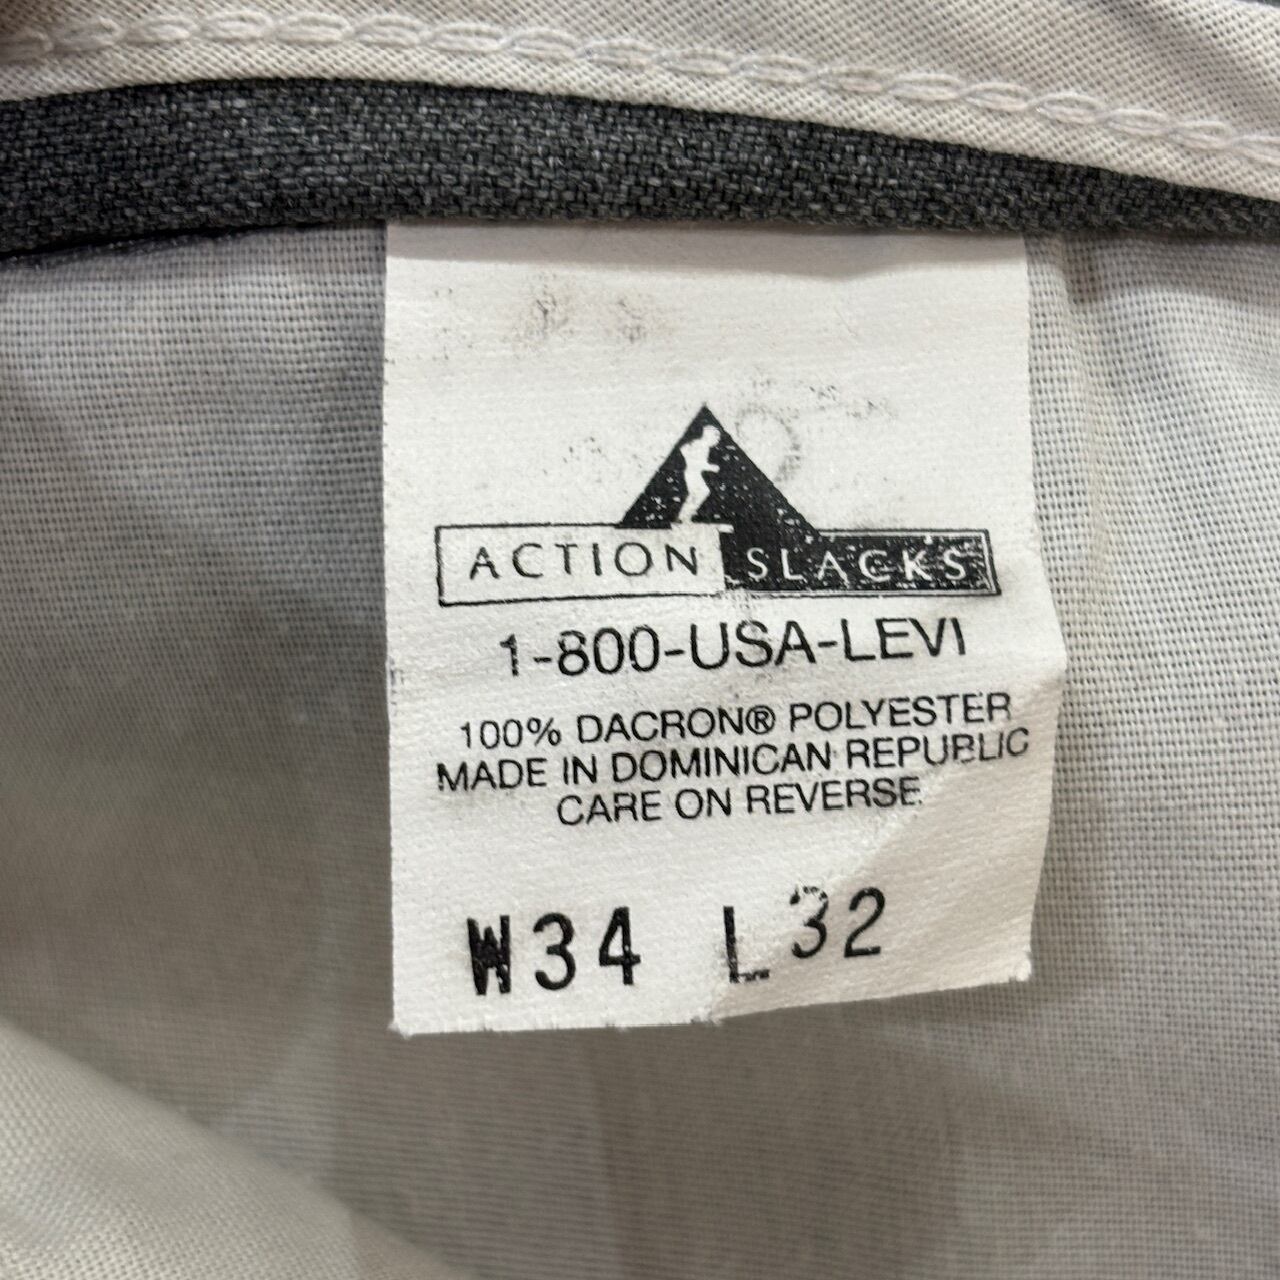 ACTION SLACKS
1-800-USA-LEVI
100% DACRON® POLYESTER
MADE IN DOMINICAN REPUBLIC
CARE ON REVERSE
W34 L32